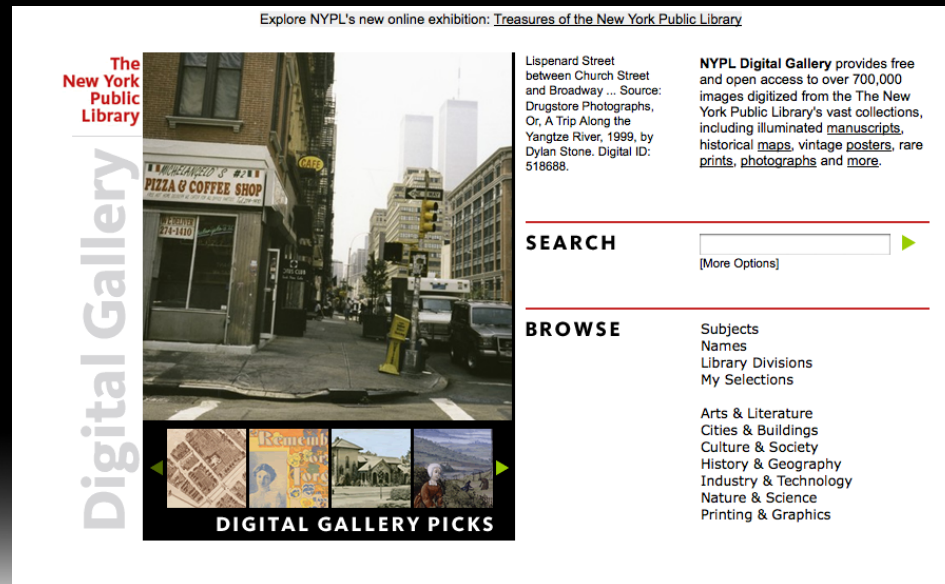 Explore NYPL's new online exhibition: Treasures of the New York Public Library
The
New York
Public
Library
Digital Gallery
MICHELANGELO'S #2
PIZZA & COFFEE SHOP
274-1410
CAFE
DIGITAL GALLERY PICKS
Lispenard Street
between Church Street
and Broadway ... Source:
Drugstore Photographs,
Or, A Trip Along the
Yangtze River, 1999, by
Dylan Stone. Digital ID:
518688.
NYPL Digital Gallery provides free
and open access to over 700,000
images digitized from the The New
York Public Library's vast collections,
including illuminated manuscripts,
historical maps, vintage posters, rare
prints, photographs and more.
SEARCH
[More Options]
BROWSE
Subjects
Names
Library Divisions
My Selections
Arts & Literature
Cities & Buildings
Culture & Society
History & Geography
Industry & Technology
Nature & Science
Printing & Graphics